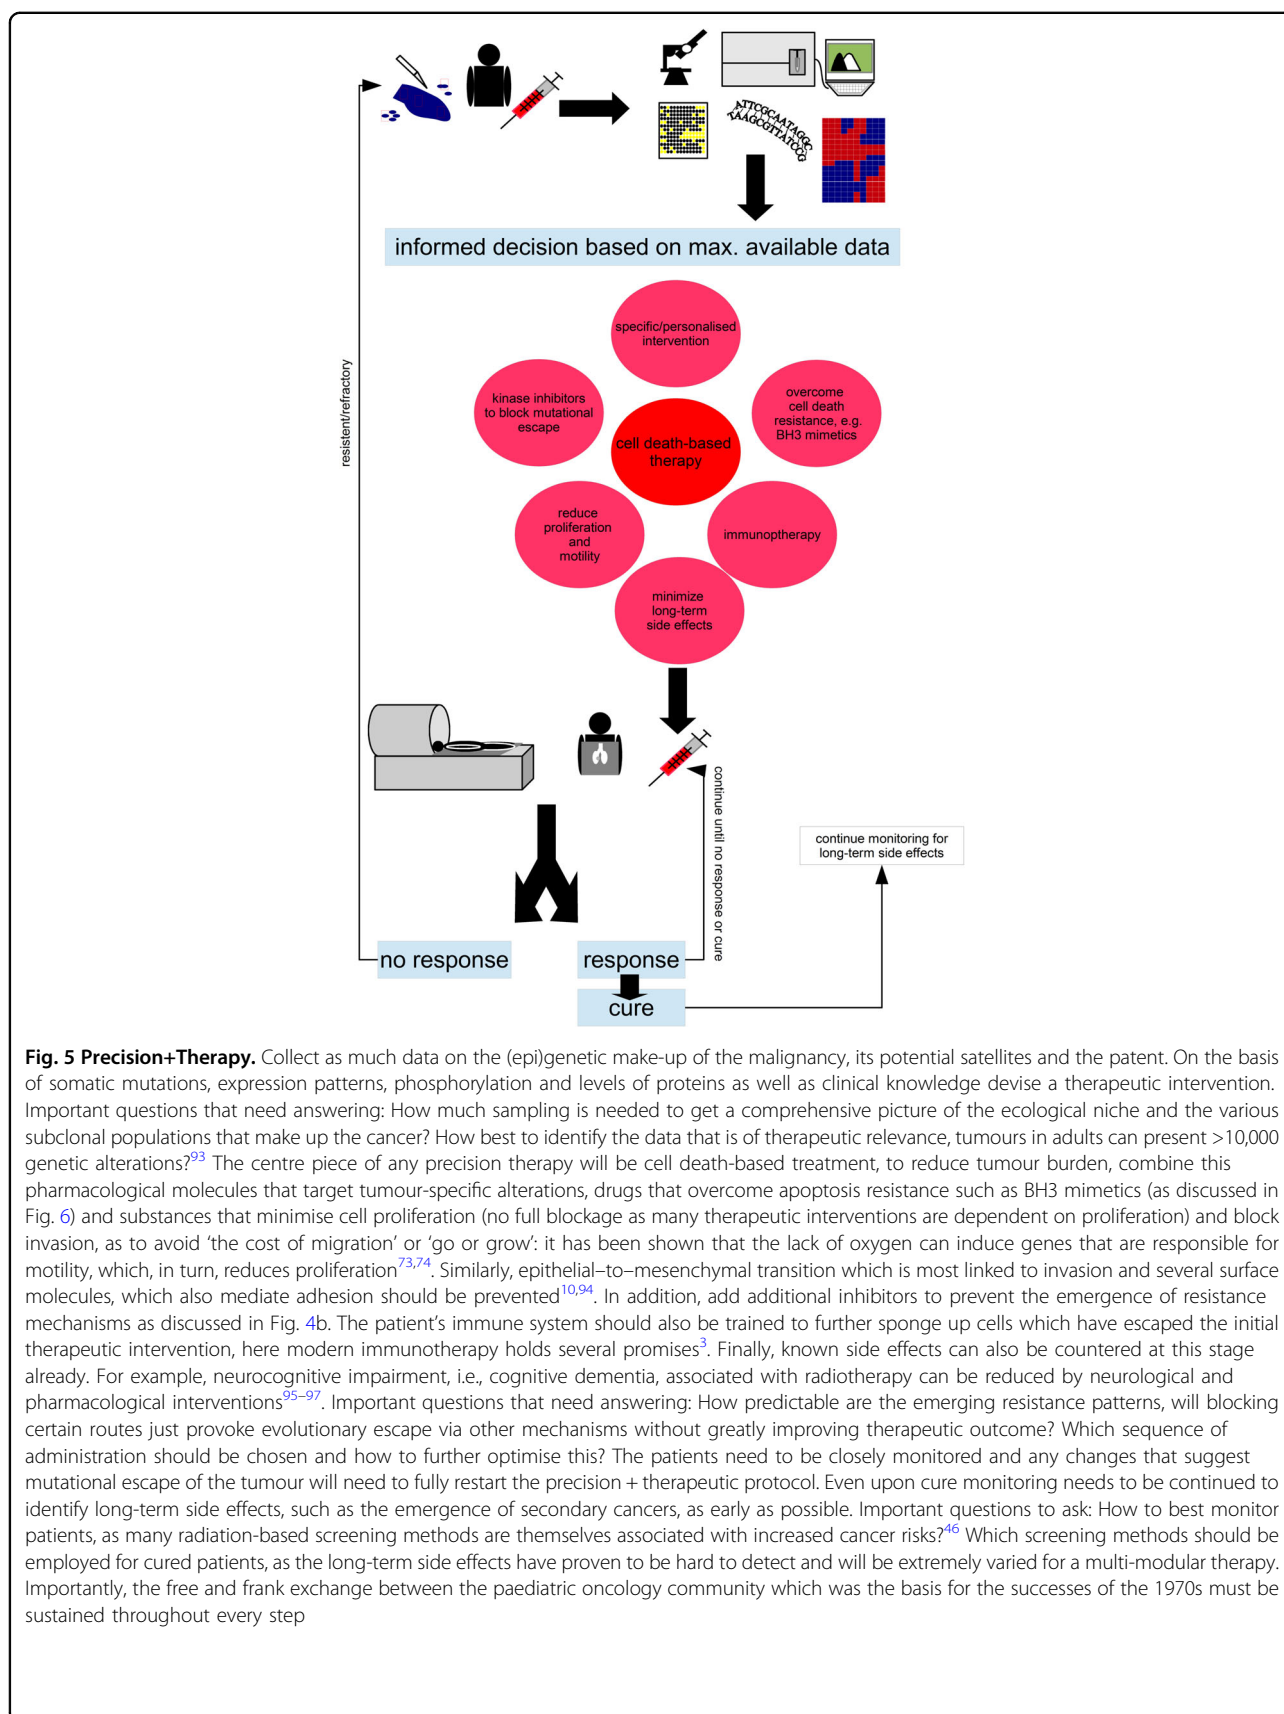 ATTCGCAATAGGC
TAAGCGTTATCCG
informed decision based on max. available data
specific/personalised
intervention
kinase inhibitors
to block mutational
escape
overcome
cell death
resistance, e.g.
BH3 mimetics
cell death-based
therapy
reduce
proliferation
and
motility
immunoptherapy
minimize
long-term
side effects
resistent/refractory
continue until no response or cure
continue monitoring for
long-term side effects
no response
response
cure
Fig. 5 Precision+Therapy. Collect as much data on the (epi)genetic make-up of the malignancy, its potential satellites and the patent. On the basis
of somatic mutations, expression patterns, phosphorylation and levels of proteins as well as clinical knowledge devise a therapeutic intervention.
Important questions that need answering: How much sampling is needed to get a comprehensive picture of the ecological niche and the various
subclonal populations that make up the cancer? How best to identify the data that is of therapeutic relevance, tumours in adults can present >10,000
genetic alterations?93 The centre piece of any precision therapy will be cell death-based treatment, to reduce tumour burden, combine this
pharmacological molecules that target tumour-specific alterations, drugs that overcome apoptosis resistance such as BH3 mimetics (as discussed in
Fig. 6) and substances that minimise cell proliferation (no full blockage as many therapeutic interventions are dependent on proliferation) and block
invasion, as to avoid ‘the cost of migration’ or ‘go or grow’: it has been shown that the lack of oxygen can induce genes that are responsible for
motility, which, in turn, reduces proliferation73,74. Similarly, epithelial–to–mesenchymal transition which is most linked to invasion and several surface
molecules, which also mediate adhesion should be prevented10,94. In addition, add additional inhibitors to prevent the emergence of resistance
mechanisms as discussed in Fig. 4b. The patient’s immune system should also be trained to further sponge up cells which have escaped the initial
therapeutic intervention, here modern immunotherapy holds several promises3. Finally, known side effects can also be countered at this stage
already. For example, neurocognitive impairment, i.e., cognitive dementia, associated with radiotherapy can be reduced by neurological and
pharmacological interventions95–97. Important questions that need answering: How predictable are the emerging resistance patterns, will blocking
certain routes just provoke evolutionary escape via other mechanisms without greatly improving therapeutic outcome? Which sequence of
administration should be chosen and how to further optimise this? The patients need to be closely monitored and any changes that suggest
mutational escape of the tumour will need to fully restart the precision + therapeutic protocol. Even upon cure monitoring needs to be continued to
identify long-term side effects, such as the emergence of secondary cancers, as early as possible. Important questions to ask: How to best monitor
patients, as many radiation-based screening methods are themselves associated with increased cancer risks?46 Which screening methods should be
employed for cured patients, as the long-term side effects have proven to be hard to detect and will be extremely varied for a multi-modular therapy.
Importantly, the free and frank exchange between the paediatric oncology community which was the basis for the successes of the 1970s must be
sustained throughout every step